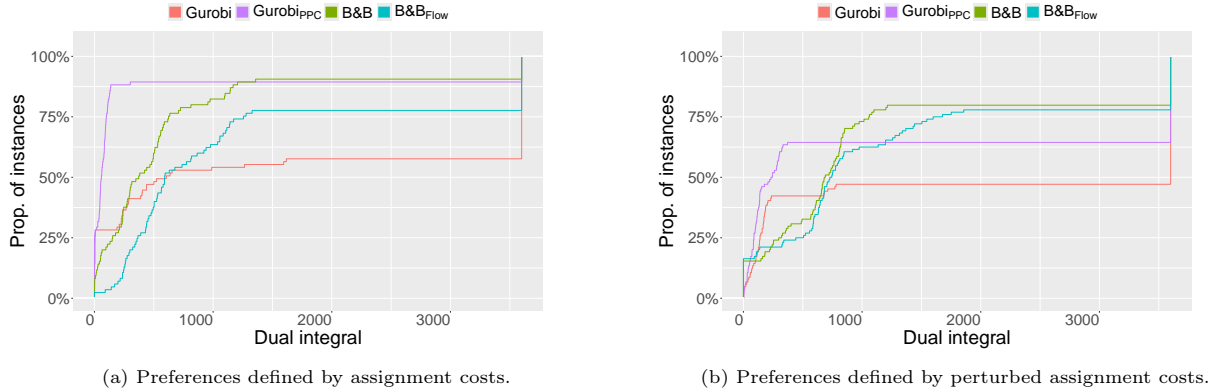 Gurobi Gurobi_PPC B&B B&B_Flow
100%
75%
50%
25%
0%
Prop. of instances
0 1000 2000 3000
Dual integral
(a) Preferences defined by assignment costs.
Gurobi Gurobi_PPC B&B B&B_Flow
100%
75%
50%
25%
0%
Prop. of instances
0 1000 2000 3000
Dual integral
(b) Preferences defined by perturbed assignment costs.